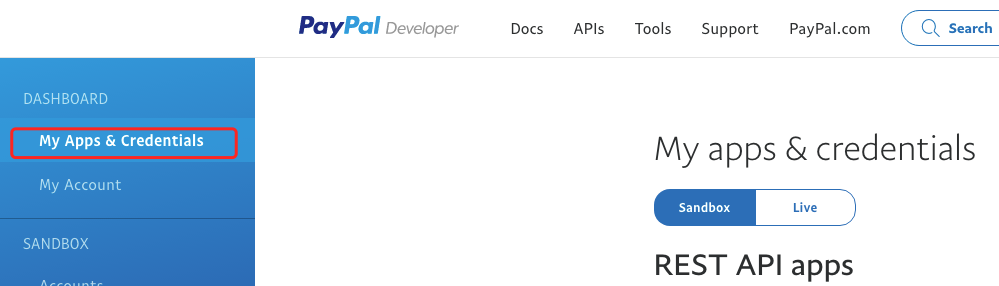 PayPal Developer
Docs APIs Tools Support PayPal.com Search
DASHBOARD
My Apps & Credentials
My Account
SANDBOX
Accounts
My apps & credentials
Sandbox Live
REST API apps